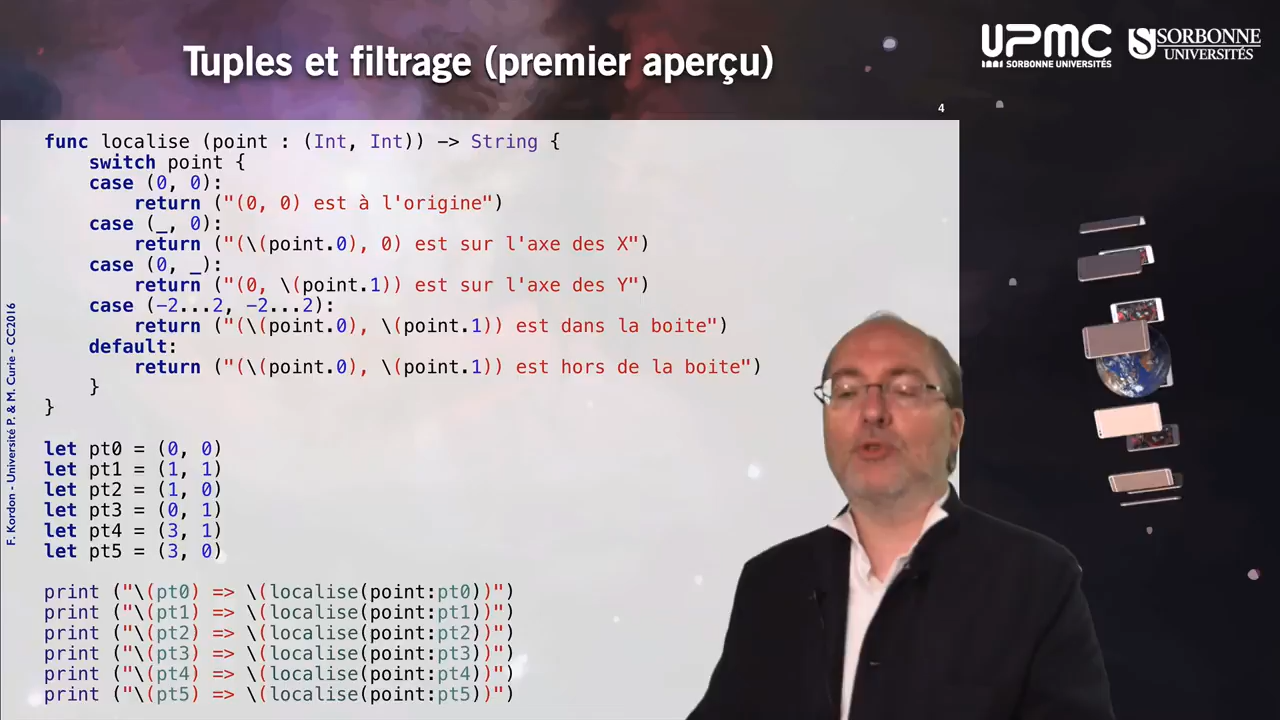 Tuples et filtrage (premier aperçu)
UPMC
SORBONNE UNIVERSITÉS
SORBONNE
UNIVERSITÉS
4
func localise (point : (Int, Int)) -> String {
    switch point {
    case (0, 0):
        return ("(0, 0) est à l'origine")
    case (_, 0):
        return ("(\(point.0), 0) est sur l'axe des X")
    case (0, _):
        return ("(0, \(point.1)) est sur l'axe des Y")
    case (-2...2, -2...2):
        return ("(\(point.0), \(point.1)) est dans la boite")
    default:
        return ("(\(point.0), \(point.1)) est hors de la boite")
    }
}
let pt0 = (0, 0)
let pt1 = (1, 1)
let pt2 = (1, 0)
let pt3 = (0, 1)
let pt4 = (3, 1)
let pt5 = (3, 0)
print ("\(pt0) => \(localise(point:pt0))")
print ("\(pt1) => \(localise(point:pt1))")
print ("\(pt2) => \(localise(point:pt2))")
print ("\(pt3) => \(localise(point:pt3))")
print ("\(pt4) => \(localise(point:pt4))")
print ("\(pt5) => \(localise(point:pt5))")
F. Kordon - Université P. & M. Curie - CC2016